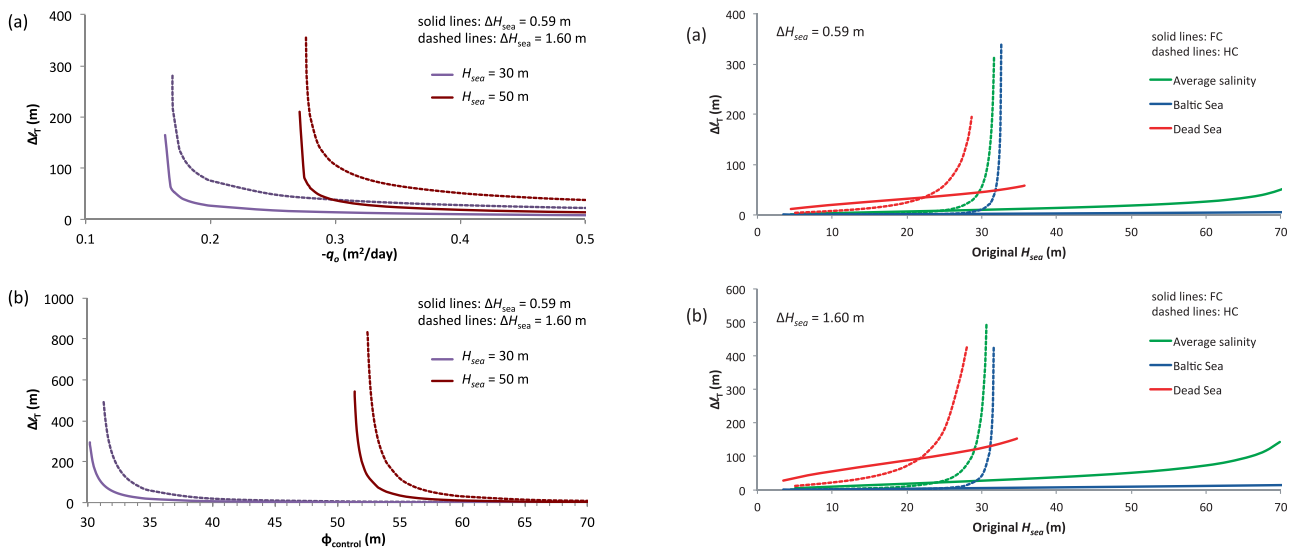 (a)
400
300
200
100
0
ΔℓT (m)
solid lines: ΔHsea = 0.59 m
dashed lines: ΔHsea = 1.60 m
Hsea = 30 m
Hsea = 50 m
0.1 0.2 0.3 0.4 0.5
-qo (m²/day)
(b)
1000
800
600
400
200
0
ΔℓT (m)
solid lines: ΔHsea = 0.59 m
dashed lines: ΔHsea = 1.60 m
Hsea = 30 m
Hsea = 50 m
30 35 40 45 50 55 60 65 70
ϕcontrol (m)
(a)
400
300
200
100
0
ΔℓT (m)
ΔHsea = 0.59 m
solid lines: FC
dashed lines: HC
Average salinity
Baltic Sea
Dead Sea
0 10 20 30 40 50 60 70
Original Hsea (m)
(b)
600
500
400
300
200
100
0
ΔℓT (m)
ΔHsea = 1.60 m
solid lines: FC
dashed lines: HC
Average salinity
Baltic Sea
Dead Sea
0 10 20 30 40 50 60 70
Original Hsea (m)